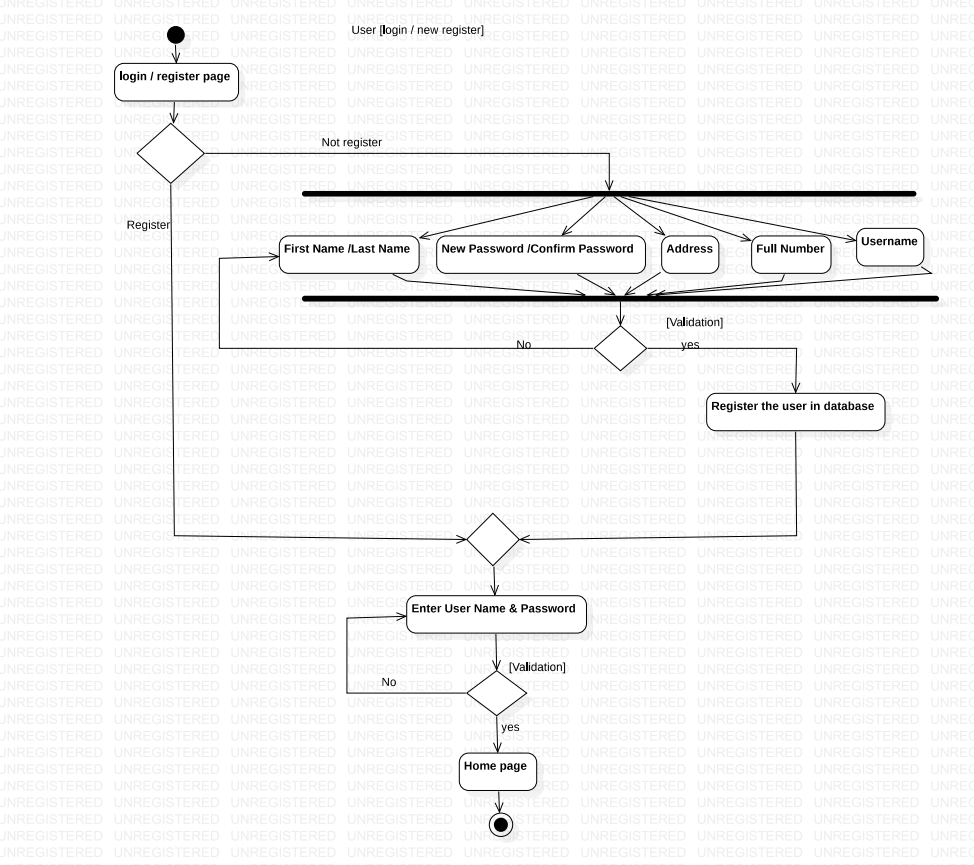 User [login / new register]
login / register page
Not register
Register
First Name /Last Name
New Password /Confirm Password
Address
Full Number
Username
[Validation]
No
yes
Register the user in database
Enter User Name & Password
[Validation]
No
yes
Home page
UNREGISTERED